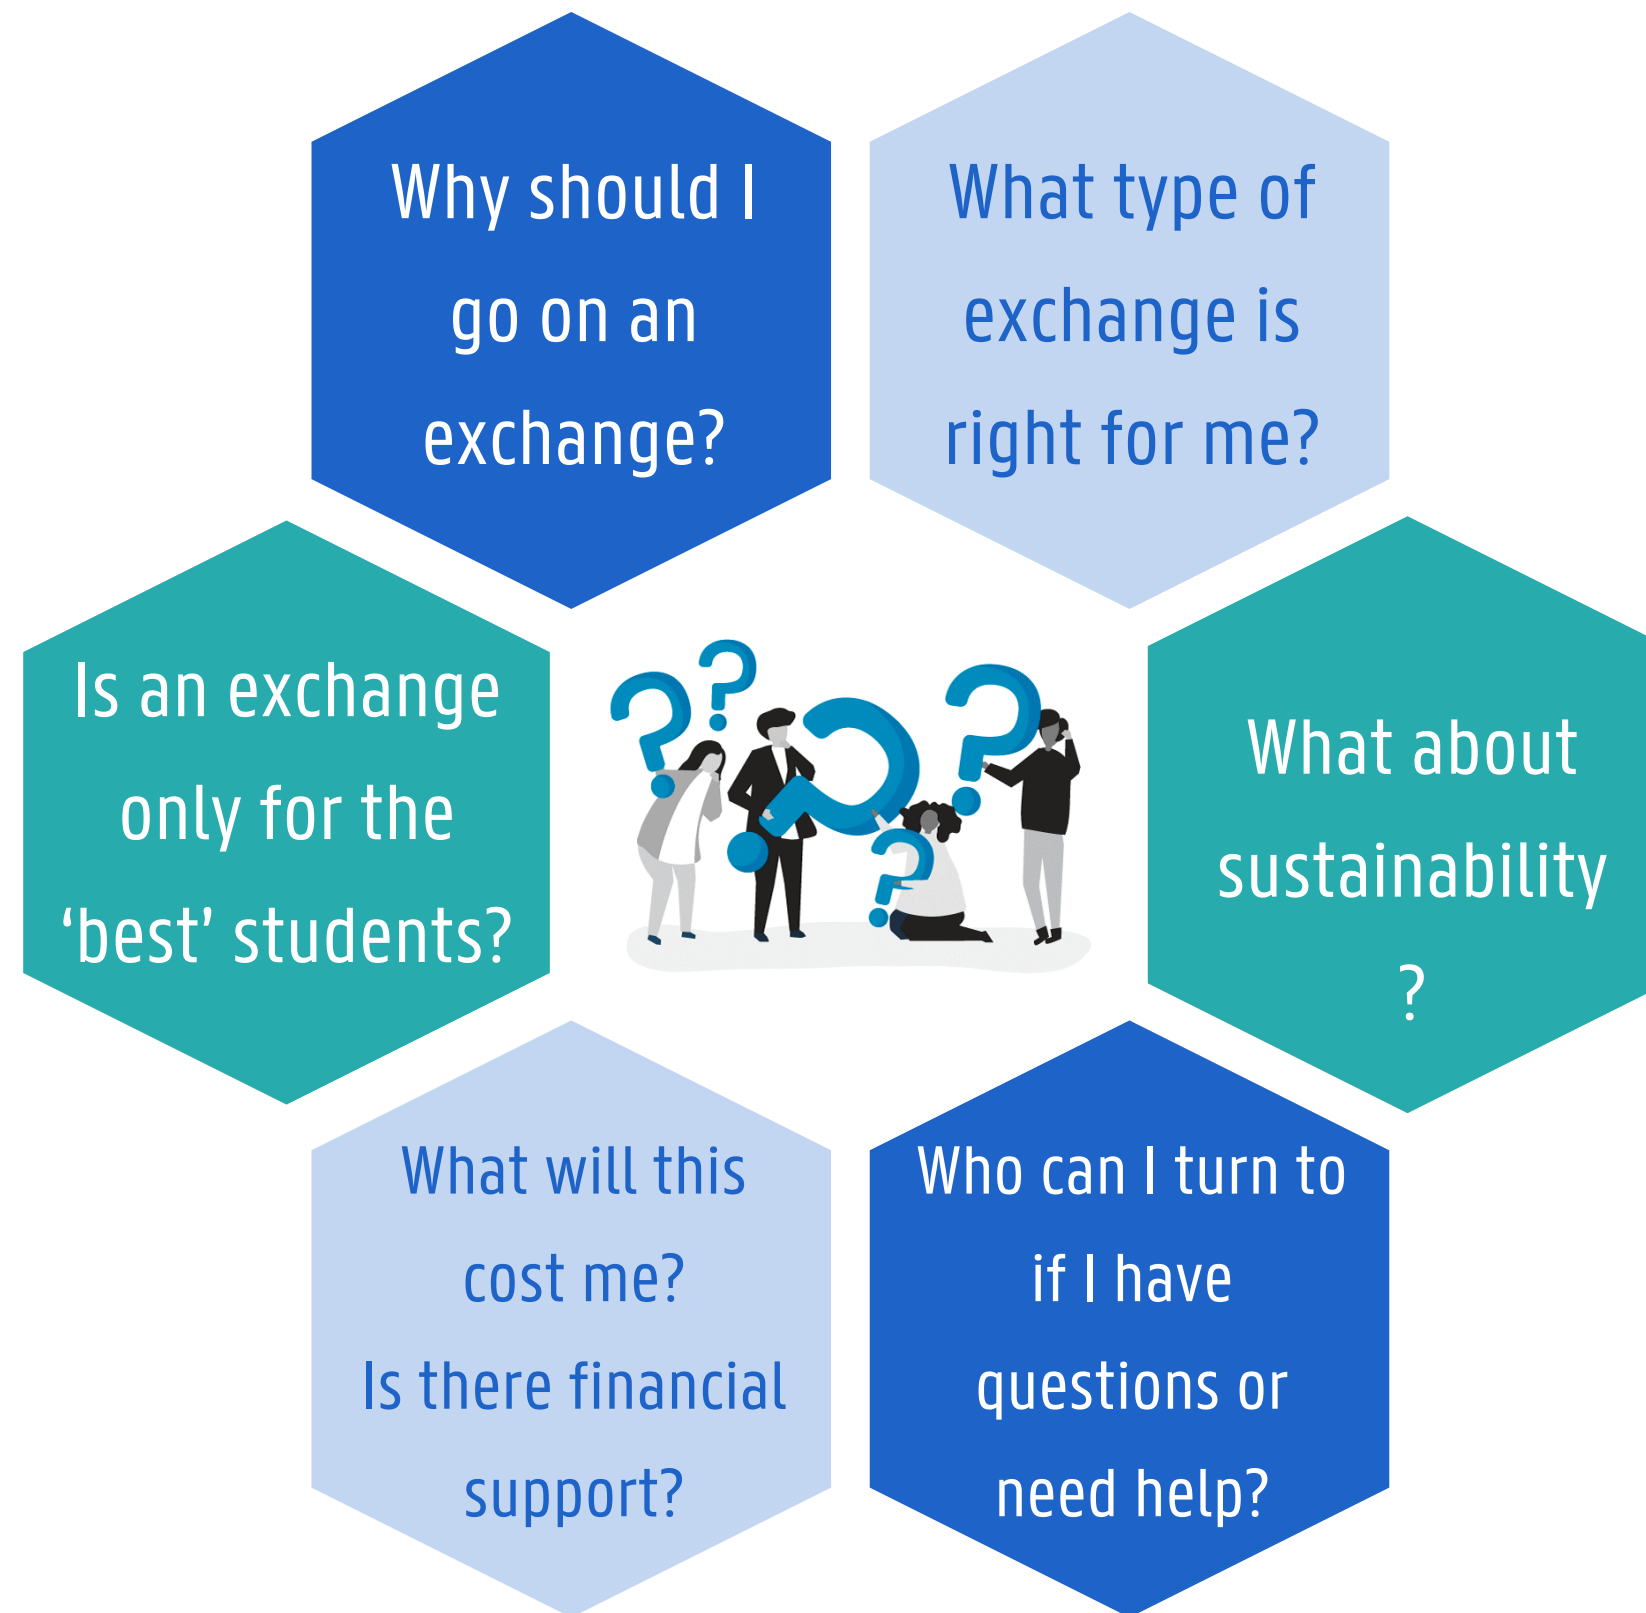 Why should I
go on an
exchange?
What type of
exchange is
right for me?
Is an exchange
only for the
‘best’ students?
What about
sustainability
?
What will this
cost me?
Is there financial
support?
Who can I turn to
if I have
questions or
need help?